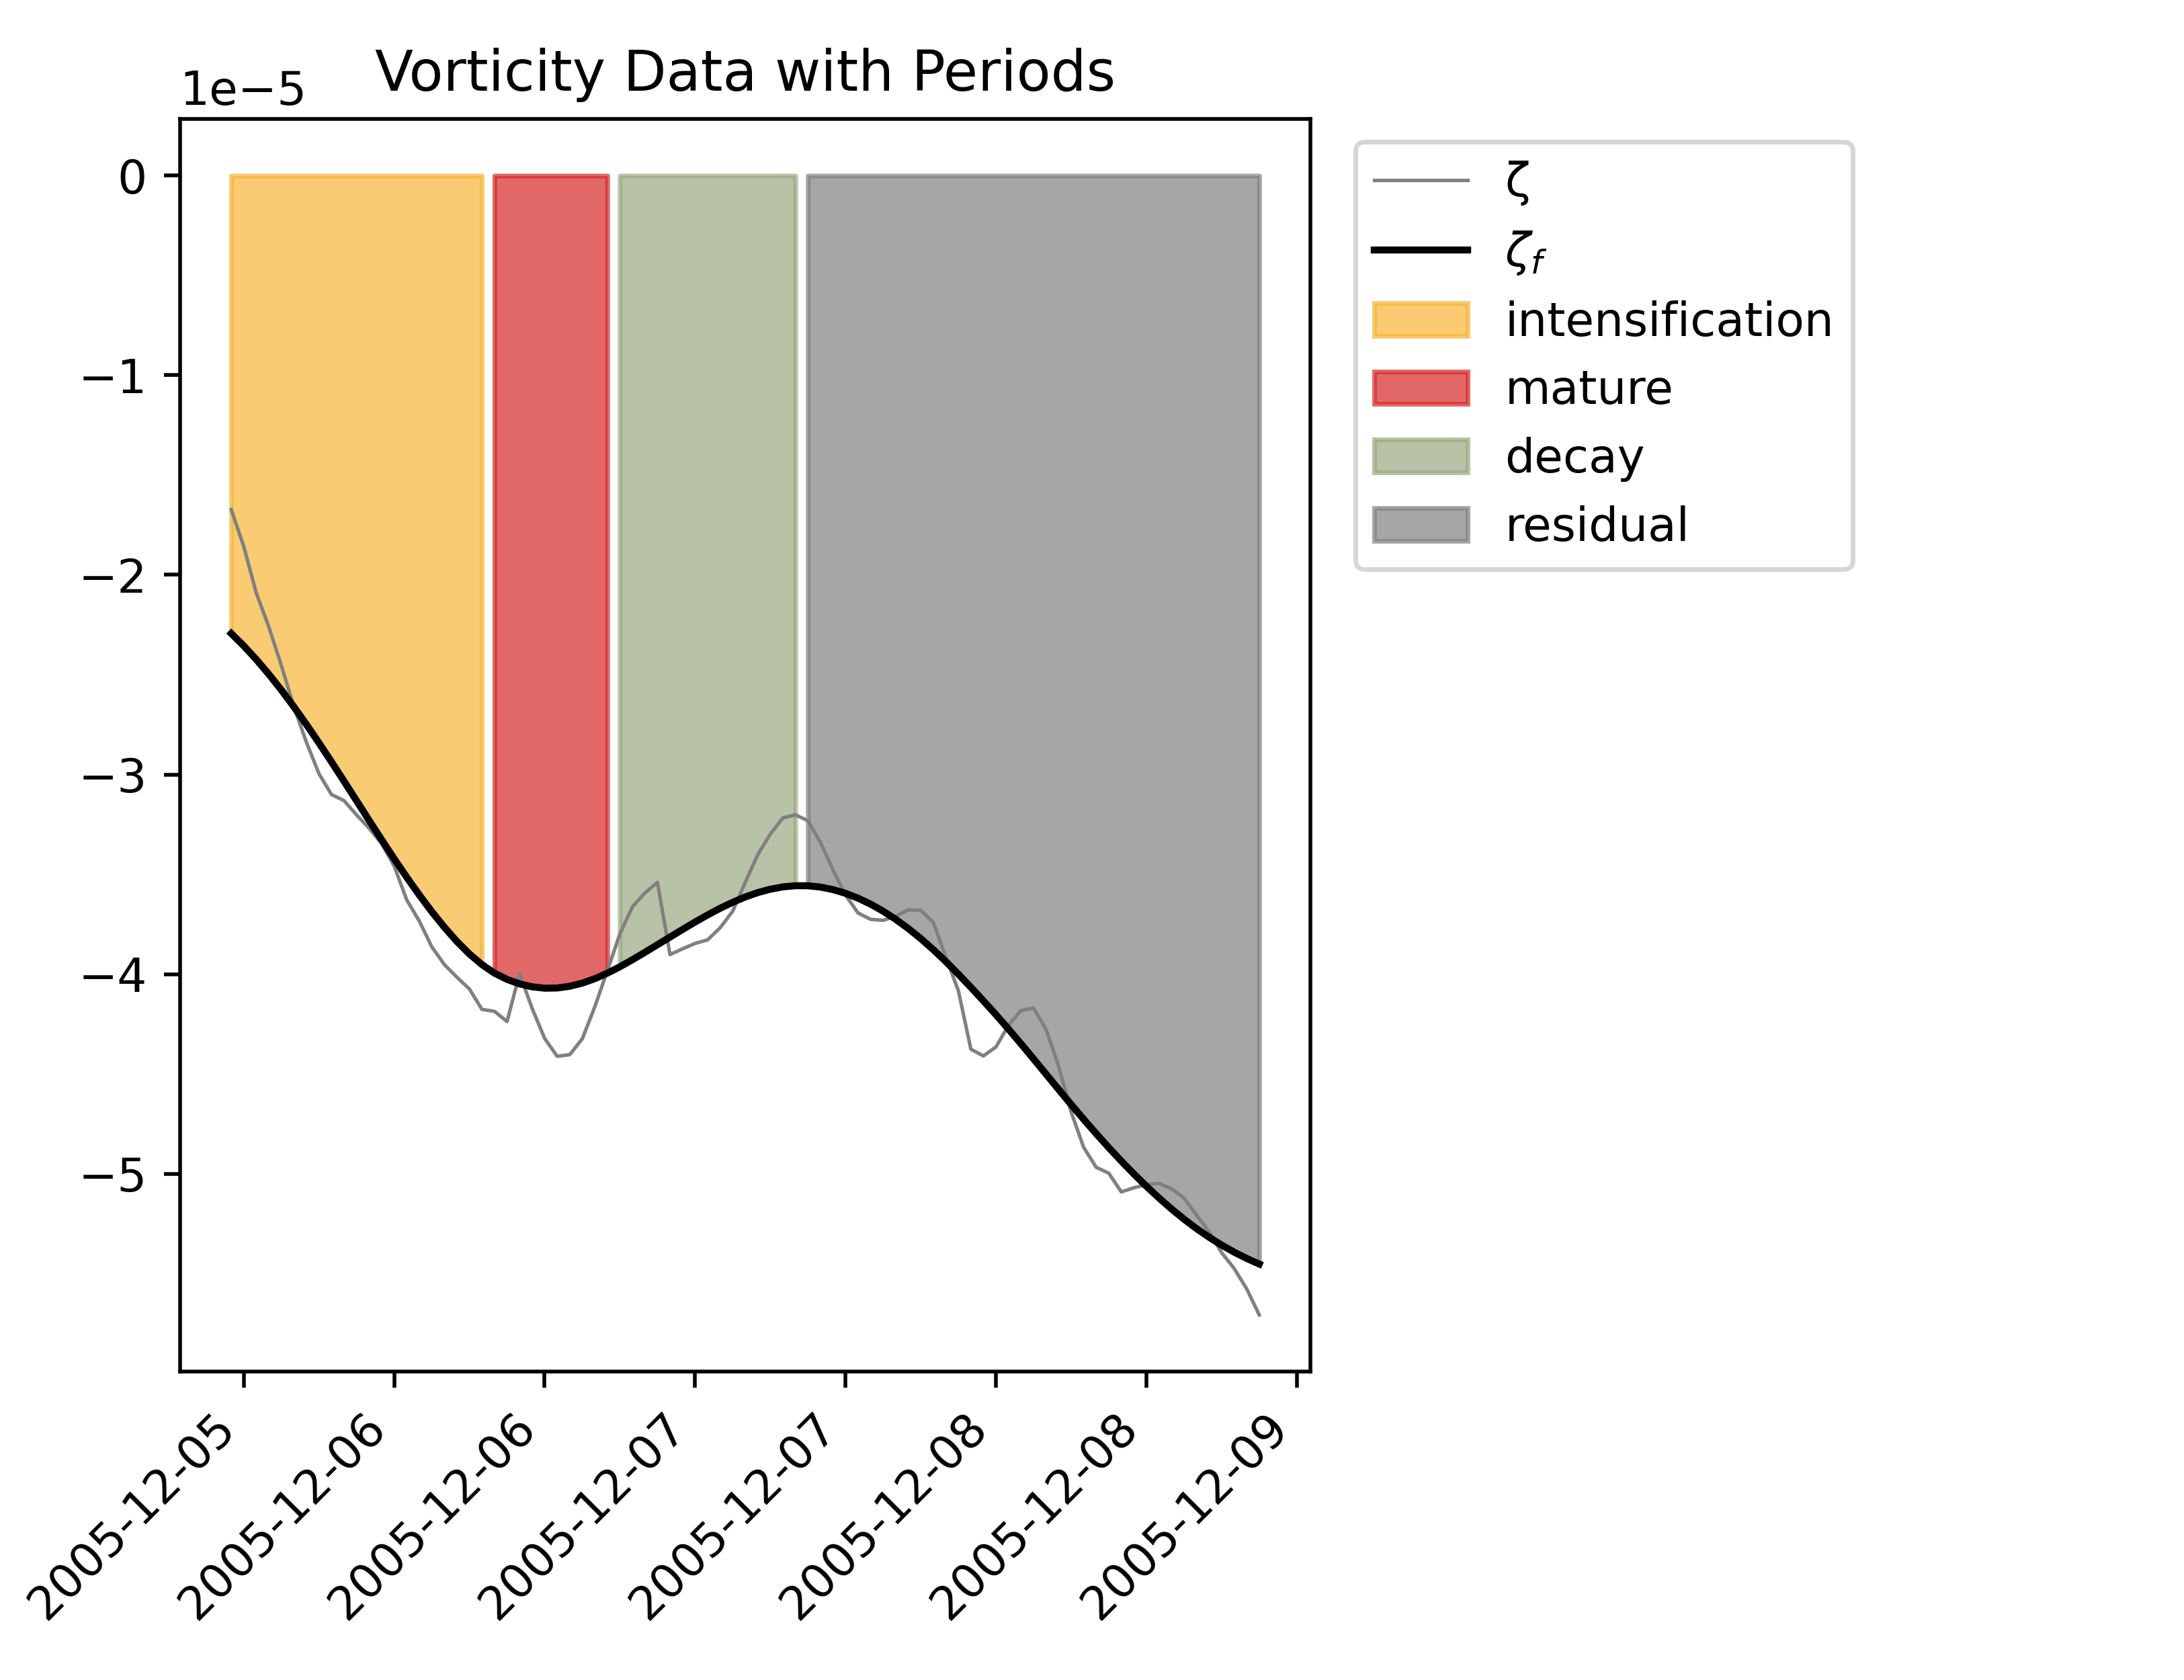 Vorticity Data with Periods
1e−5
0
−1
−2
−3
−4
−5
2005-12-05
2005-12-06
2005-12-06
2005-12-07
2005-12-07
2005-12-08
2005-12-08
2005-12-09
ζ
ζf
intensification
mature
decay
residual